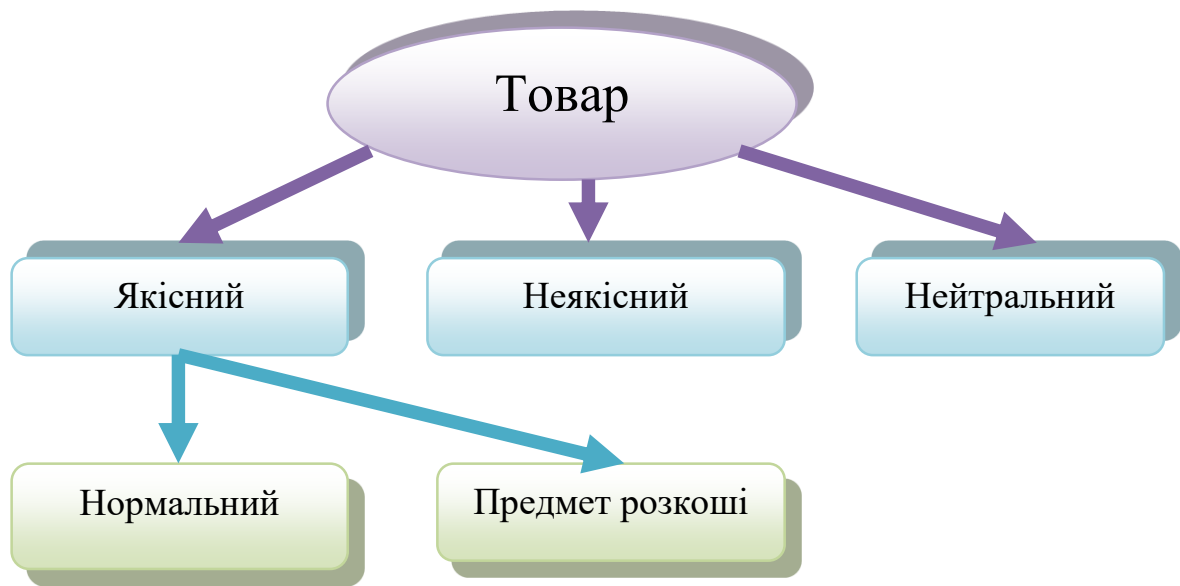 Товар
Якісний
Неякісний
Нейтральний
Нормальний
Предмет розкоші